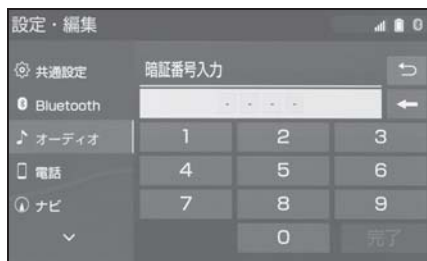 設定・編集
共通設定
暗証番号入力
Bluetooth
オーディオ
1 2 3
電話
4 5 6
ナビ
7 8 9
0 完了